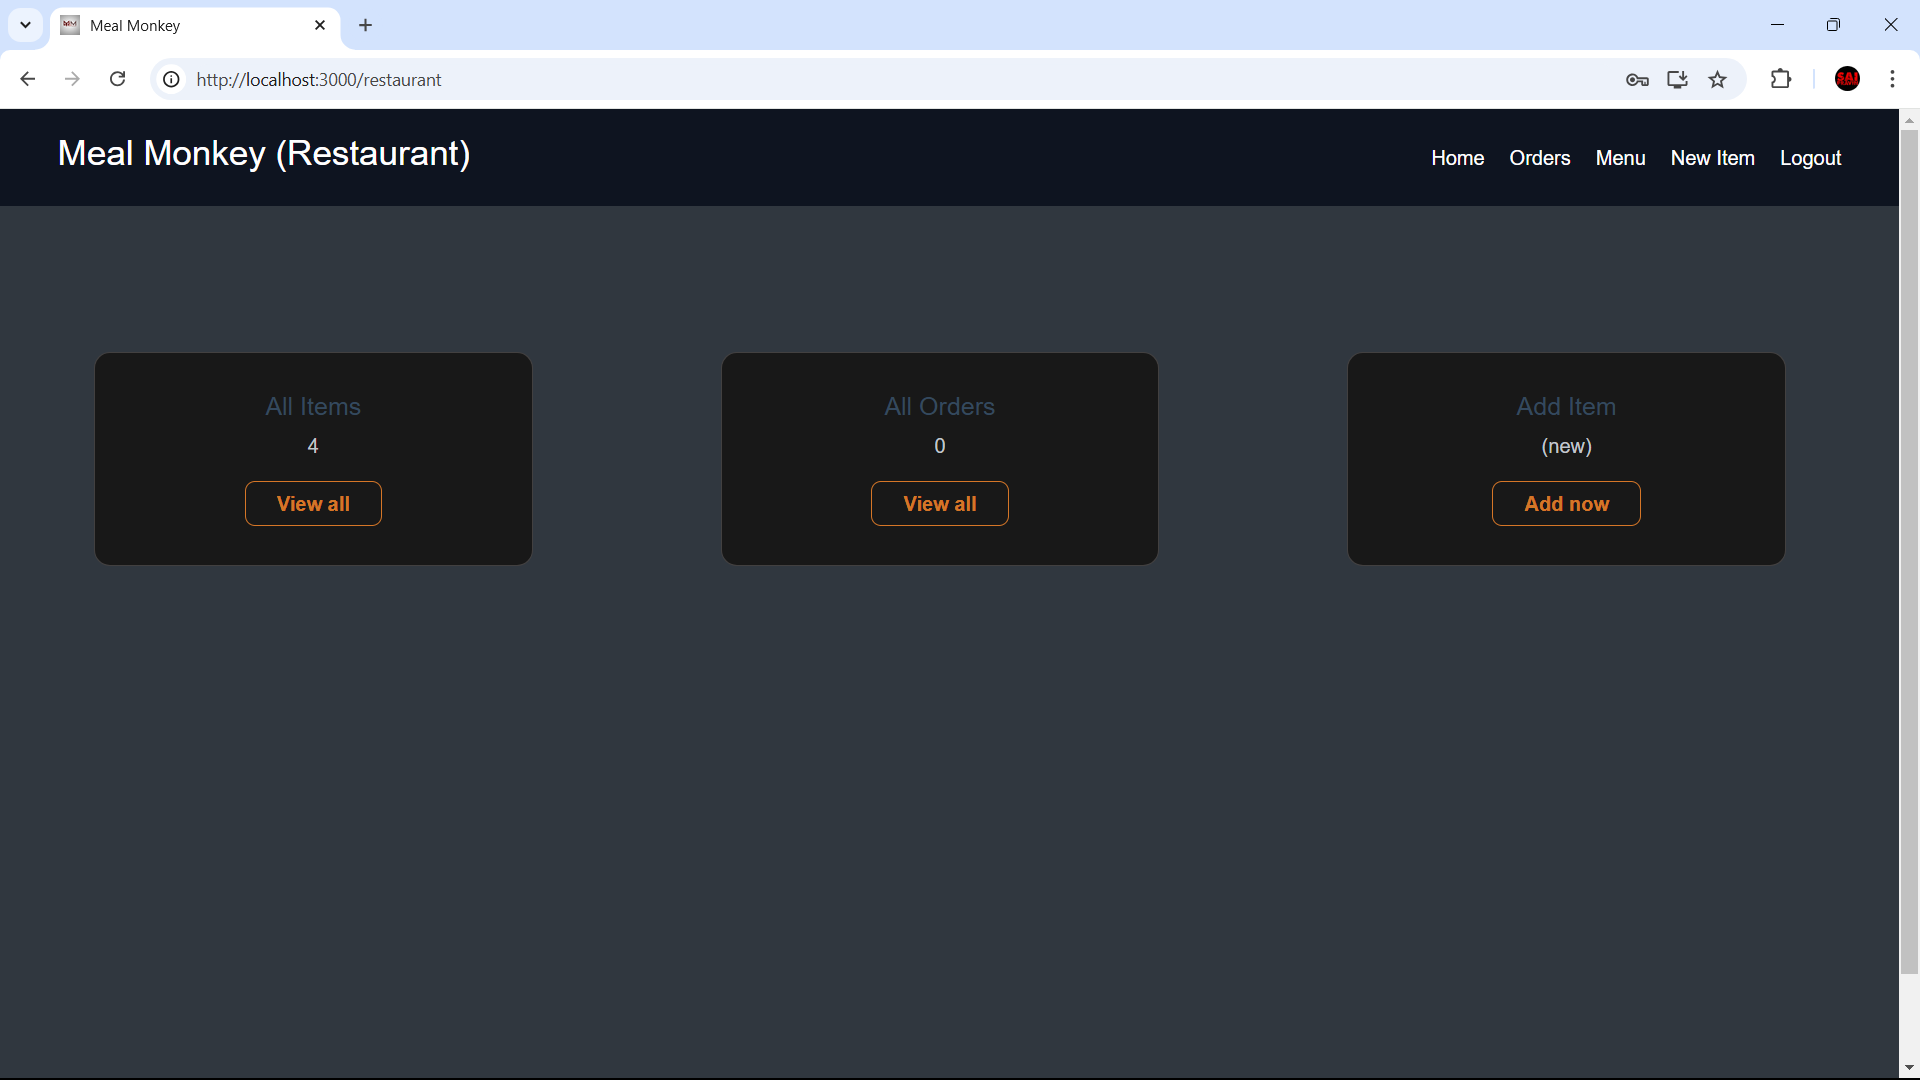 Meal Monkey
http://localhost:3000/restaurant
SAI
Meal Monkey (Restaurant)
Home Orders Menu New Item Logout
All Items
4
View all
All Orders
0
View all
Add Item
(new)
Add now